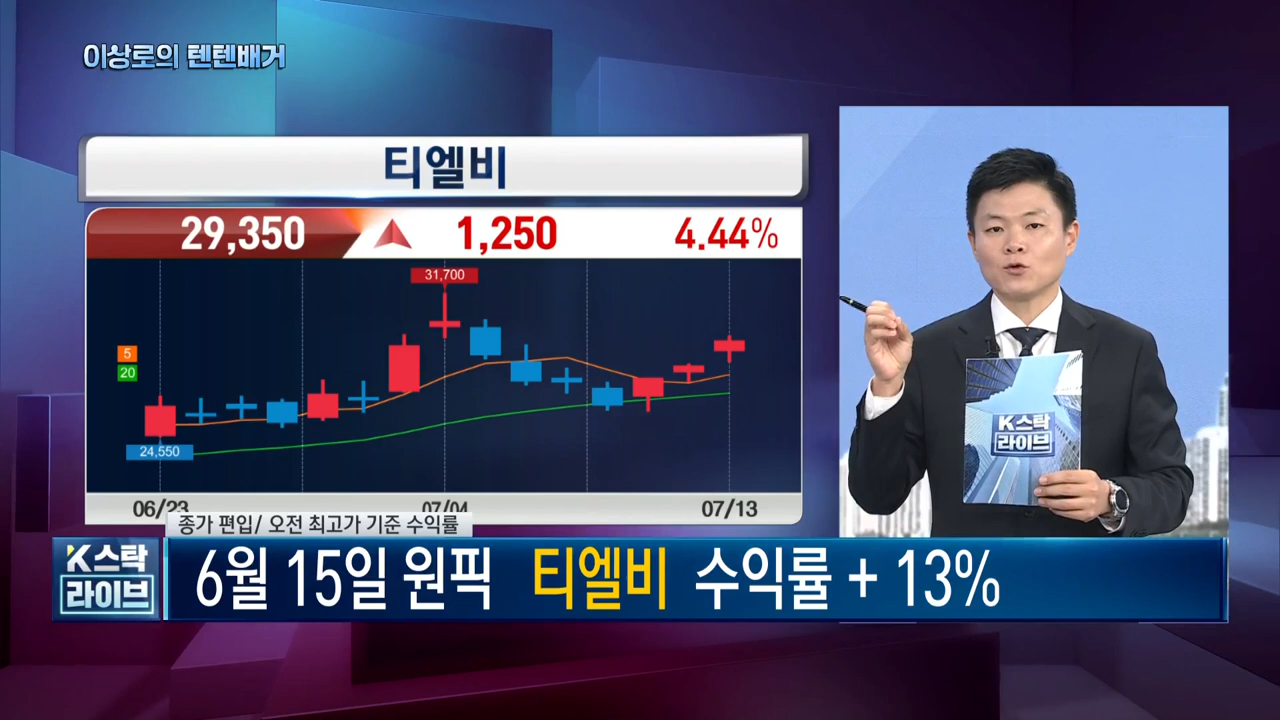 이상로의 텐텐배거
티엘비
29,350 1,250 4.44%
31,700
5
20
24,550
06/23 07/04 07/13
K스탁
라이브
종가 편입/ 오전 최고가 기준 수익률
K스탁
라이브
6월 15일 원픽 티엘비 수익률 + 13%